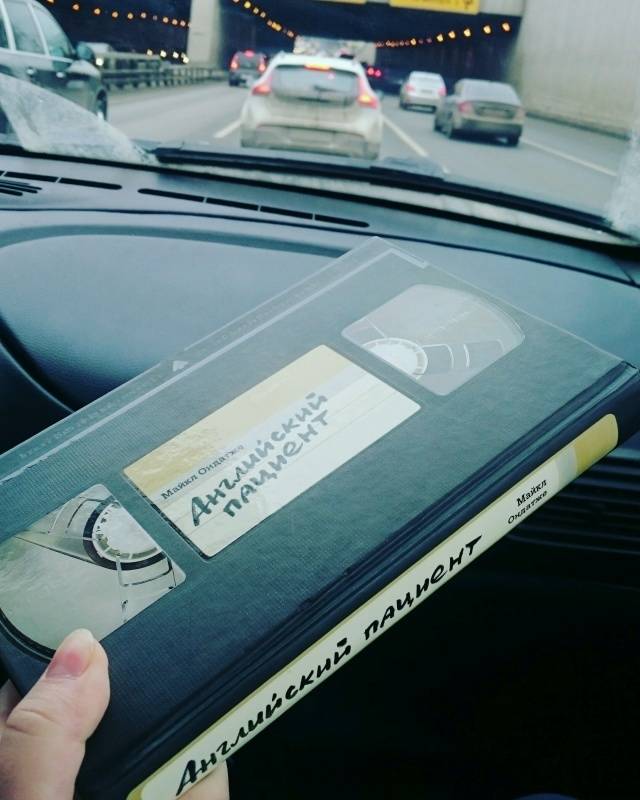 Майкл Ондатже
Английский
пациент
Английский пациент
Майкл
Ондатже